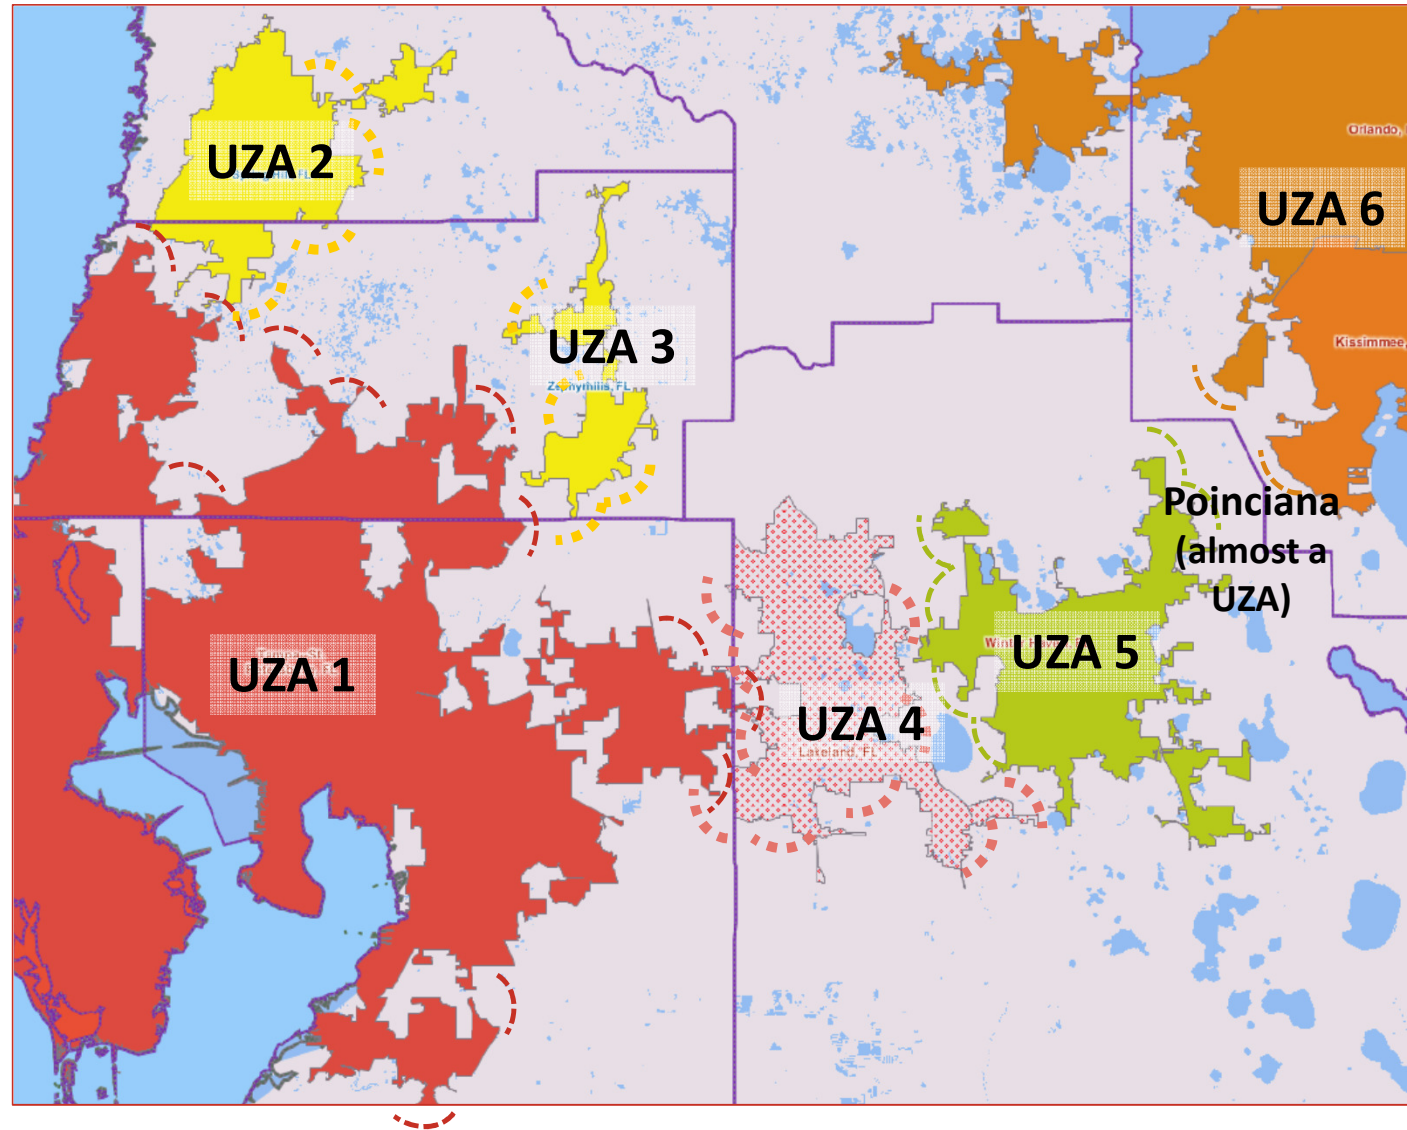 Orlando,
UZA 2
UZA 6
UZA 3
Kissimmee,
Zephyrhills, FL
Poinciana
(almost a
UZA)
UZA 1
UZA 5
UZA 4
Lakeland, FL